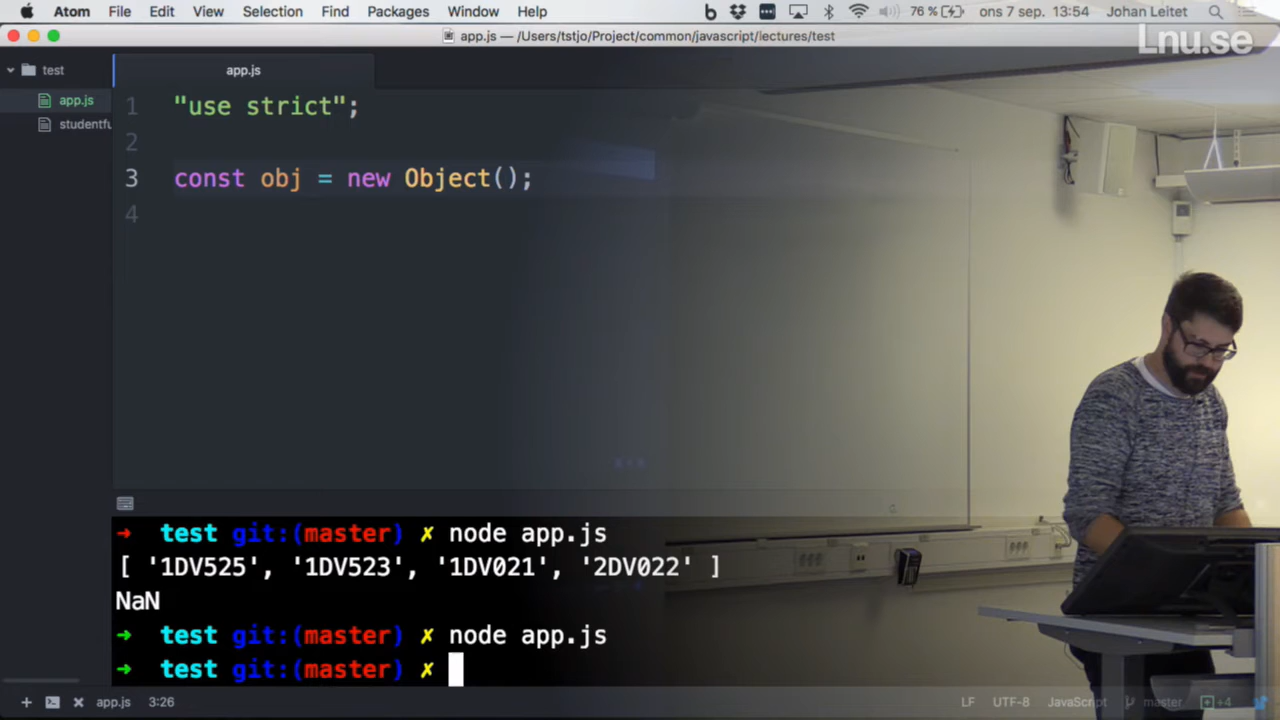 Atom File Edit View Selection Find Packages Window Help 76 % ons 7 sep. 13:54 Johan Leitet
app.js — /Users/tstjo/Project/common/javascript/lectures/test
Lnu.se
test
app.js
app.js
studentfu
1 "use strict";
2
3 const obj = new Object();
4
➜ test git:(master) ✗ node app.js
[ '1DV525', '1DV523', '1DV021', '2DV022' ]
NaN
➜ test git:(master) ✗ node app.js
➜ test git:(master) ✗
+ app.js 3:26 LF UTF-8 JavaScript master +4